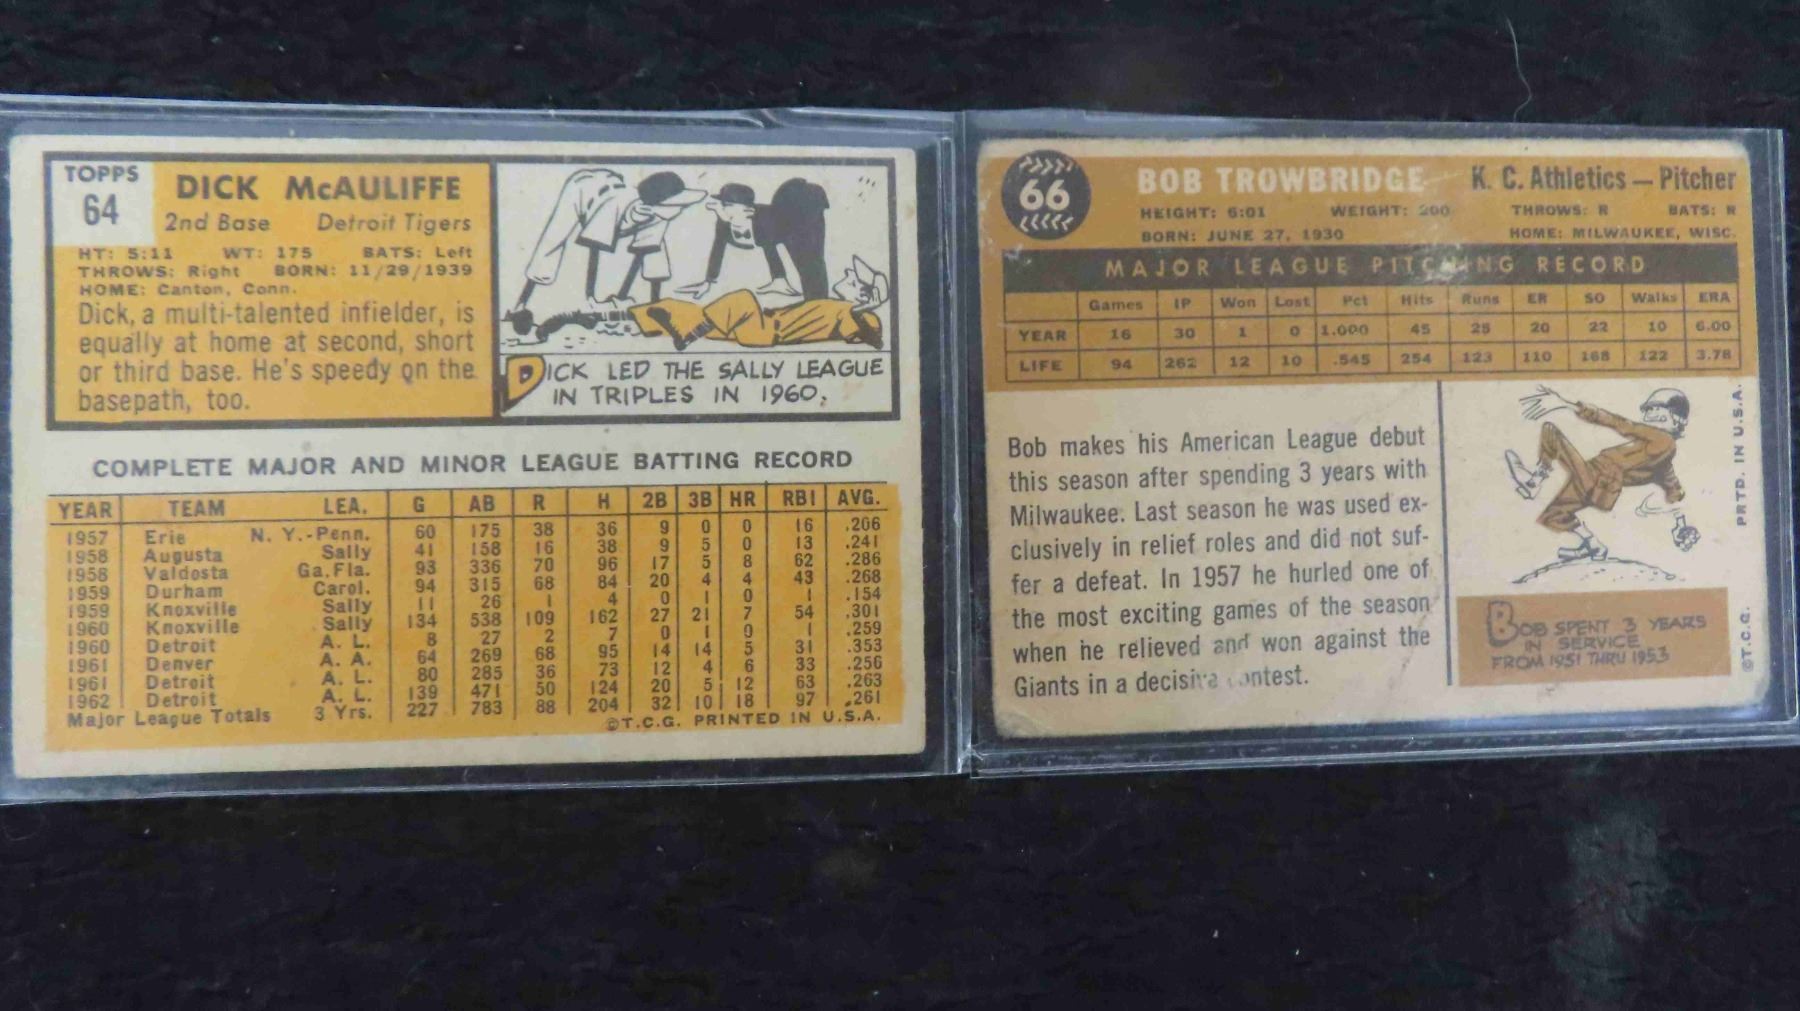 TOPPS
64
DICK McAULIFFE
2nd Base Detroit Tigers
HT: 5:11 WT: 175 BATS: Left
THROWS: Right BORN: 11/29/1939
HOME: Canton, Conn.
Dick, a multi-talented infielder, is
equally at home at second, short
or third base. He's speedy on the
basepath, too.
DICK LED THE SALLY LEAGUE
IN TRIPLES IN 1960.
COMPLETE MAJOR AND MINOR LEAGUE BATTING RECORD
YEAR TEAM LEA. G AB R H 2B 3B HR RBI AVG.
1957 Erie N. Y.-Penn. 60 175 38 36 9 0 0 16 .206
1958 Augusta Sally 41 158 16 38 9 5 0 13 .241
1958 Valdosta Ga.Fla. 93 336 70 96 17 5 8 62 .286
1959 Durham Carol. 94 315 68 84 20 4 4 43 .268
1959 Knoxville Sally 11 26 1 4 0 1 0 1 .154
1960 Knoxville Sally 134 538 109 162 27 21 7 54 .301
1960 Detroit A. L. 8 27 2 7 0 1 0 1 .259
1961 Denver A. A. 64 269 68 95 14 14 5 31 .353
1961 Detroit A. L. 80 285 36 73 12 4 6 33 .256
1962 Detroit A. L. 139 471 50 124 20 5 12 63 .263
Major League Totals 3 Yrs. 227 783 88 204 32 10 18 97 .261
©T.C.G. PRINTED IN U.S.A.
66
BOB TROWBRIDGE K. C. Athletics — Pitcher
HEIGHT: 6:01 WEIGHT: 200 THROWS: R BATS: R
BORN: JUNE 27, 1930 HOME: MILWAUKEE, WISC.
MAJOR LEAGUE PITCHING RECORD
Games IP Won Lost Pct Hits Runs ER SO Walks ERA
YEAR 16 30 1 0 1.000 45 25 20 22 10 6.00
LIFE 94 262 12 10 .545 254 123 110 168 122 3.78
Bob makes his American League debut
this season after spending 3 years with
Milwaukee. Last season he was used ex-
clusively in relief roles and did not suf-
fer a defeat. In 1957 he hurled one of
the most exciting games of the season
when he relieved and won against the
Giants in a decisive contest.
BOB SPENT 3 YEARS
IN SERVICE
FROM 1951 THRU 1953
PRTD. IN U.S.A.
©T.C.G.